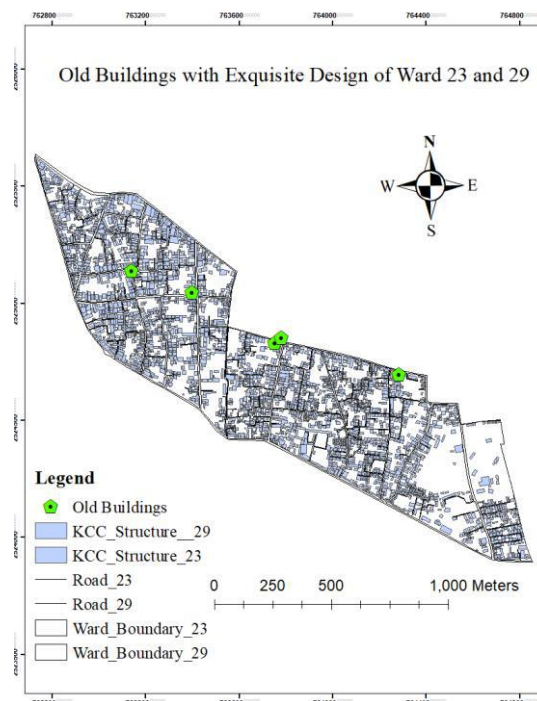 762800 763200 763600 764000 764400 764800
Old Buildings with Exquisite Design of Ward 23 and 29
N
W E
S
Legend
Old Buildings
KCC_Structure__29
KCC_Structure_23
Road_23
Road_29
Ward_Boundary_23
Ward_Boundary_29
0 250 500 1,000 Meters